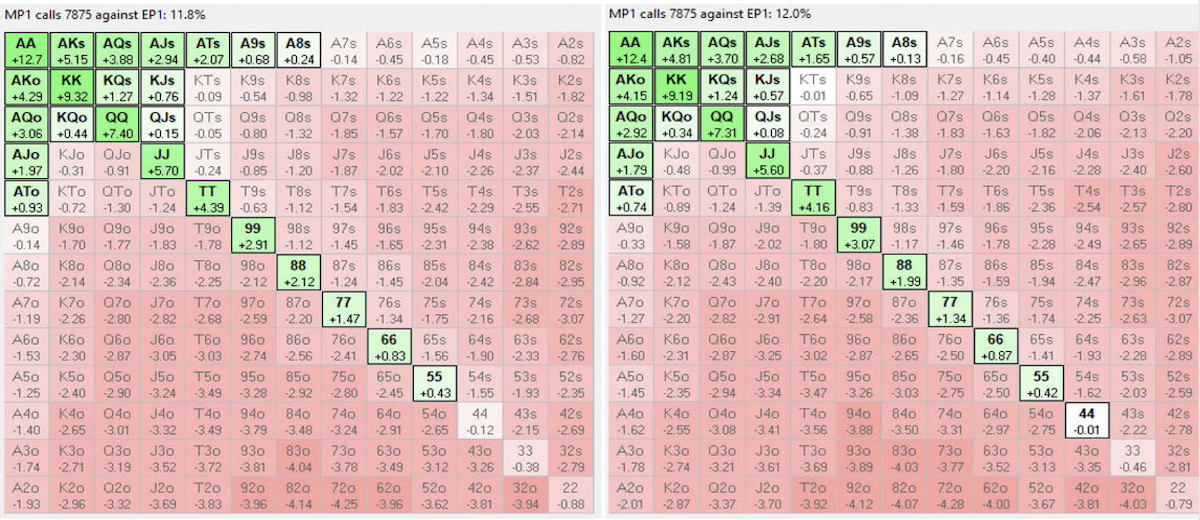 MP1 calls 7875 against EP1: 11.8%
AA AKs AQs AJs ATs A9s A8s A7s A6s A5s A4s A3s A2s
+12.7 +5.15 +3.88 +2.94 +2.07 +0.68 +0.24 -0.14 -0.45 -0.18 -0.45 -0.53 -0.82
AKo KK KQs KJs KTs K9s K8s K7s K6s K5s K4s K3s K2s
+4.29 +9.32 +1.27 +0.76 -0.09 -0.54 -0.98 -1.32 -1.22 -1.22 -1.34 -1.51 -1.82
AQo KQo QQ QJs QTs Q9s Q8s Q7s Q6s Q5s Q4s Q3s Q2s
+3.06 +0.44 +7.40 +0.15 -0.05 -0.80 -1.32 -1.85 -1.57 -1.70 -1.80 -2.03 -2.14
AJo KJo QJo JJ JTs J9s J8s J7s J6s J5s J4s J3s J2s
+1.97 -0.31 -0.91 +5.70 -0.24 -0.85 -1.20 -1.87 -2.02 -2.10 -2.26 -2.37 -2.44
ATo KTo QTo JTo TT T9s T8s T7s T6s T5s T4s T3s T2s
+0.93 -0.72 -1.30 -1.24 +4.39 -0.63 -1.12 -1.54 -1.83 -2.42 -2.29 -2.55 -2.71
A9o K9o Q9o J9o T9o 99 98s 97s 96s 95s 94s 93s 92s
-0.14 -1.70 -1.77 -1.83 -1.78 +2.91 -1.12 -1.45 -1.65 -2.31 -2.38 -2.62 -2.89
A8o K8o Q8o J8o T8o 98o 88 87s 86s 85s 84s 83s 82s
-0.72 -2.14 -2.34 -2.36 -2.25 -2.12 +2.12 -1.24 -1.45 -2.04 -2.42 -2.84 -2.95
A7o K7o Q7o J7o T7o 97o 87o 77 76s 75s 74s 73s 72s
-1.19 -2.26 -2.80 -2.82 -2.68 -2.59 -2.20 +1.47 -1.34 -1.75 -2.16 -2.68 -3.07
A6o K6o Q6o J6o T6o 96o 86o 76o 66 65s 64s 63s 62s
-1.53 -2.30 -2.87 -3.05 -3.03 -2.74 -2.56 -2.41 +0.83 -1.56 -1.90 -2.33 -2.76
A5o K5o Q5o J5o T5o 95o 85o 75o 65o 55 54s 53s 52s
-1.25 -2.40 -2.90 -3.24 -3.49 -3.28 -2.92 -2.80 -2.45 +0.43 -1.55 -1.93 -2.35
A4o K4o Q4o J4o T4o 94o 84o 74o 64o 54o 44 43s 42s
-1.40 -2.65 -3.01 -3.32 -3.49 -3.79 -3.48 -3.24 -2.91 -2.65 -0.12 -2.15 -2.69
A3o K3o Q3o J3o T3o 93o 83o 73o 63o 53o 43o 33 32s
-1.74 -2.71 -3.19 -3.52 -3.72 -3.81 -4.04 -3.78 -3.49 -3.12 -3.26 -0.38 -2.79
A2o K2o Q2o J2o T2o 92o 82o 72o 62o 52o 42o 32o 22
-1.93 -2.96 -3.32 -3.69 -3.83 -3.96 -4.14 -4.25 -3.96 -3.62 -3.81 -3.94 -0.88
MP1 calls 7875 against EP1: 12.0%
AA AKs AQs AJs ATs A9s A8s A7s A6s A5s A4s A3s A2s
+12.4 +4.81 +3.70 +2.68 +1.65 +0.57 +0.13 -0.16 -0.45 -0.40 -0.44 -0.58 -1.05
AKo KK KQs KJs KTs K9s K8s K7s K6s K5s K4s K3s K2s
+4.15 +9.19 +1.24 +0.57 -0.01 -0.65 -1.09 -1.27 -1.14 -1.28 -1.37 -1.61 -1.78
AQo KQo QQ QJs QTs Q9s Q8s Q7s Q6s Q5s Q4s Q3s Q2s
+2.92 +0.34 +7.31 +0.08 -0.24 -0.91 -1.38 -1.83 -1.63 -1.82 -2.06 -2.13 -2.20
AJo KJo QJo JJ JTs J9s J8s J7s J6s J5s J4s J3s J2s
+1.79 -0.48 -0.99 +5.60 -0.37 -0.88 -1.26 -1.80 -2.20 -2.16 -2.28 -2.40 -2.60
ATo KTo QTo JTo TT T9s T8s T7s T6s T5s T4s T3s T2s
+0.74 -0.89 -1.24 -1.39 +4.16 -0.83 -1.33 -1.59 -1.86 -2.36 -2.54 -2.57 -2.80
A9o K9o Q9o J9o T9o 99 98s 97s 96s 95s 94s 93s 92s
-0.33 -1.58 -1.87 -2.02 -1.80 +3.07 -1.17 -1.46 -1.78 -2.28 -2.49 -2.65 -2.89
A8o K8o Q8o J8o T8o 98o 88 87s 86s 85s 84s 83s 82s
-0.92 -2.12 -2.43 -2.40 -2.20 -2.17 +1.99 -1.35 -1.59 -1.94 -2.47 -2.96 -2.87
A7o K7o Q7o J7o T7o 97o 87o 77 76s 75s 74s 73s 72s
-1.27 -2.20 -2.82 -2.91 -2.64 -2.58 -2.36 +1.34 -1.36 -1.74 -2.25 -2.63 -3.07
A6o K6o Q6o J6o T6o 96o 86o 76o 66 65s 64s 63s 62s
-1.60 -2.31 -2.87 -3.25 -3.02 -2.87 -2.65 -2.50 +0.87 -1.41 -1.93 -2.28 -2.89
A5o K5o Q5o J5o T5o 95o 85o 75o 65o 55 54s 53s 52s
-1.45 -2.35 -2.94 -3.34 -3.47 -3.26 -3.03 -2.75 -2.50 +0.42 -1.62 -2.03 -2.59
A4o K4o Q4o J4o T4o 94o 84o 74o 64o 54o 44 43s 42s
-1.62 -2.55 -3.08 -3.41 -3.56 -3.88 -3.50 -3.31 -2.97 -2.75 -0.01 -2.22 -2.78
A3o K3o Q3o J3o T3o 93o 83o 73o 63o 53o 43o 33 32s
-1.78 -2.74 -3.21 -3.61 -3.69 -3.89 -4.03 -3.77 -3.52 -3.13 -3.35 -0.46 -2.81
A2o K2o Q2o J2o T2o 92o 82o 72o 62o 52o 42o 32o 22
-2.01 -2.87 -3.37 -3.70 -3.92 -4.12 -4.07 -4.28 -4.00 -3.67 -3.81 -4.03 -0.79